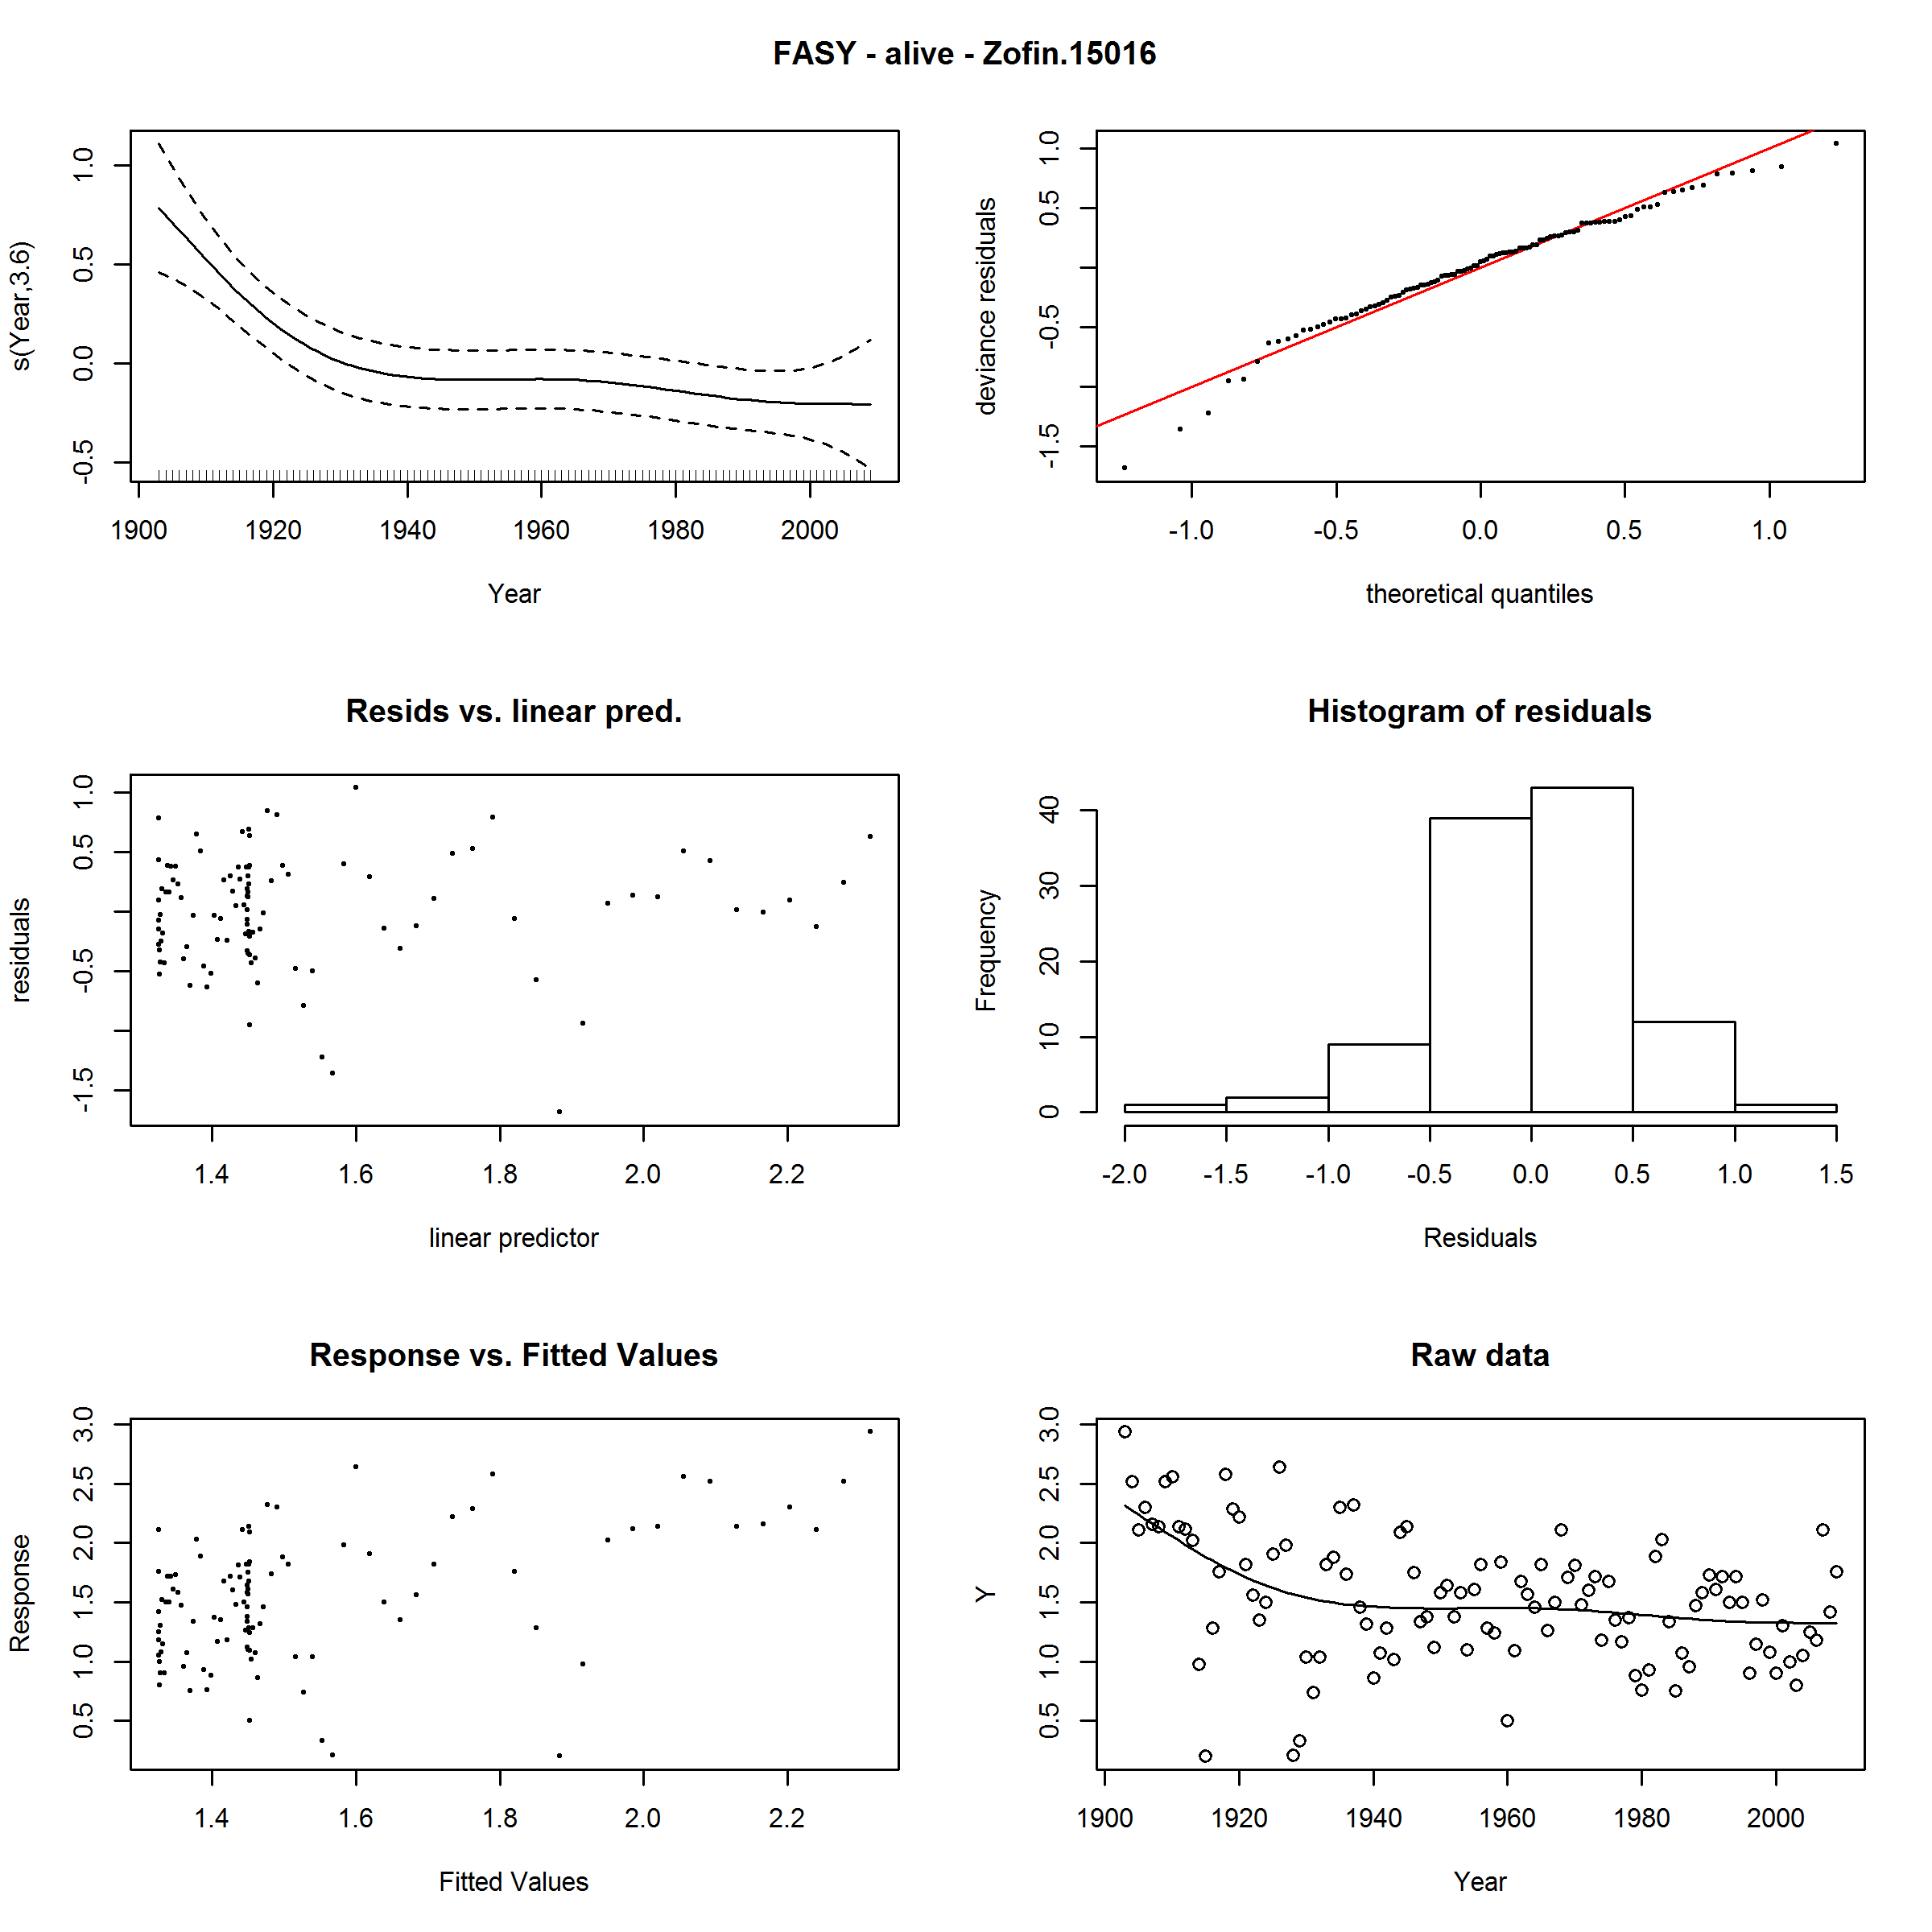 FASY - alive - Zofin.15016
s(Year,3.6)
1.0
0.5
0.0
-0.5
1900 1920 1940 1960 1980 2000
Year
deviance residuals
1.0
0.5
-0.5
-1.5
-1.0 -0.5 0.0 0.5 1.0
theoretical quantiles
Resids vs. linear pred.
residuals
1.0
0.5
-0.5
-1.5
1.4 1.6 1.8 2.0 2.2
linear predictor
Histogram of residuals
Frequency
40
30
20
10
0
-2.0 -1.5 -1.0 -0.5 0.0 0.5 1.0 1.5
Residuals
Response vs. Fitted Values
Response
3.0
2.5
2.0
1.5
1.0
0.5
1.4 1.6 1.8 2.0 2.2
Fitted Values
Raw data
Y
3.0
2.5
2.0
1.5
1.0
0.5
1900 1920 1940 1960 1980 2000
Year